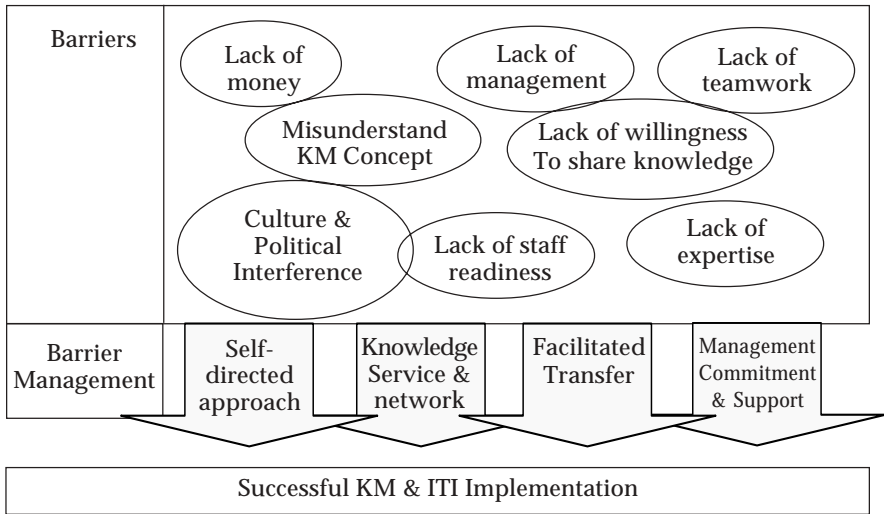 Barriers
Lack of
money
Lack of
management
Lack of
teamwork
Misunderstand
KM Concept
Lack of willingness
To share knowledge
Culture &
Political
Interference
Lack of staff
readiness
Lack of
expertise
Barrier
Management
Self-
directed
approach
Knowledge
Service &
network
Facilitated
Transfer
Management
Commitment
& Support
Successful KM & ITI Implementation